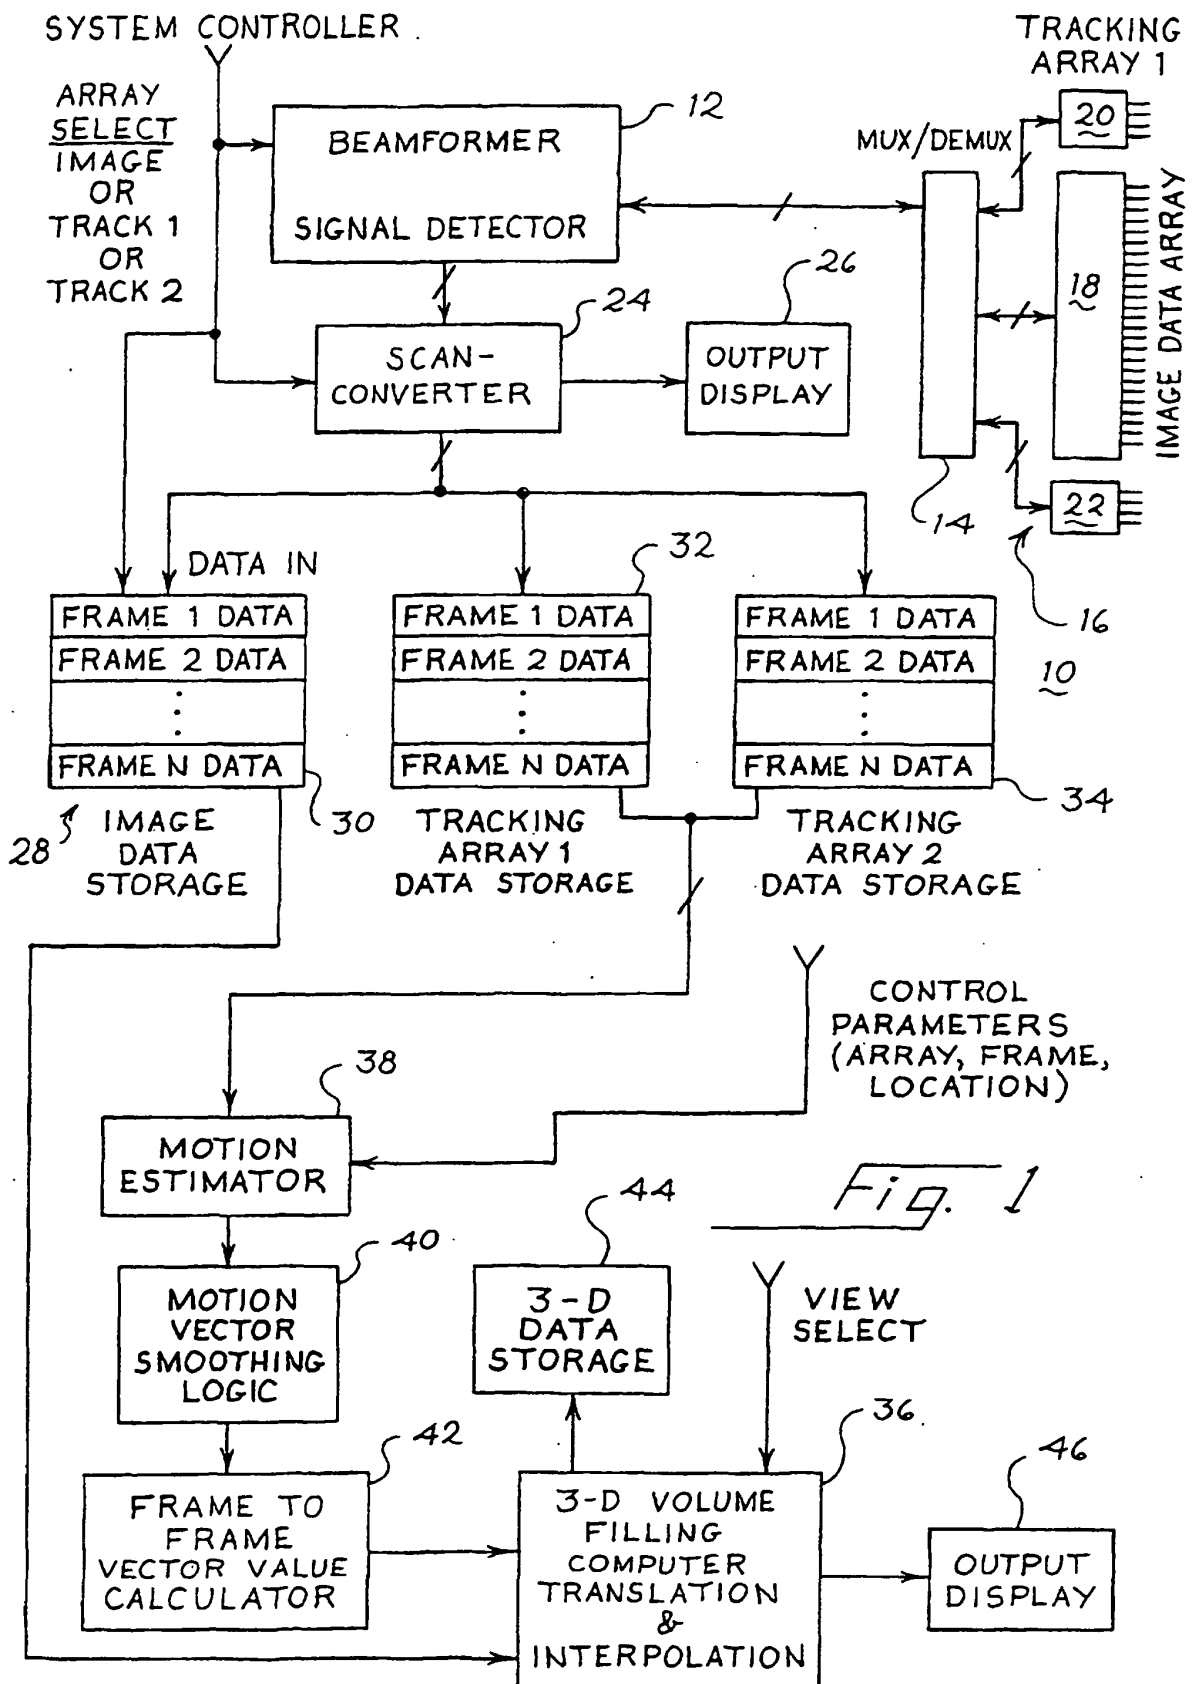 SYSTEM CONTROLLER
TRACKING
ARRAY 1
ARRAY
SELECT
IMAGE
OR
TRACK 1
OR
TRACK 2
12
BEAMFORMER
SIGNAL DETECTOR
MUX/DEMUX
20
18
IMAGE DATA ARRAY
22
14
16
10
24
SCAN-
CONVERTER
26
OUTPUT
DISPLAY
DATA IN
32
FRAME 1 DATA
FRAME 2 DATA
FRAME N DATA
FRAME 1 DATA
FRAME 2 DATA
FRAME N DATA
FRAME 1 DATA
FRAME 2 DATA
FRAME N DATA
28
30
34
IMAGE
DATA
STORAGE
TRACKING
ARRAY 1
DATA STORAGE
TRACKING
ARRAY 2
DATA STORAGE
CONTROL
PARAMETERS
(ARRAY, FRAME,
LOCATION)
38
MOTION
ESTIMATOR
Fig. 1
40
MOTION
VECTOR
SMOOTHING
LOGIC
44
3-D
DATA
STORAGE
VIEW
SELECT
42
FRAME TO
FRAME
VECTOR VALUE
CALCULATOR
36
3-D VOLUME
FILLING
COMPUTER
TRANSLATION
&
INTERPOLATION
46
OUTPUT
DISPLAY